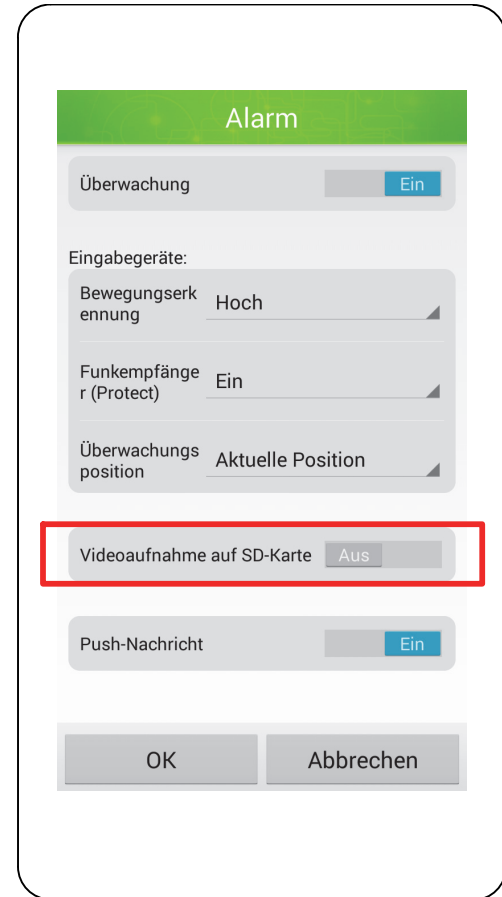 Alarm
Überwachung Ein
Eingabegeräte:
Bewegungserk
ennung
Hoch
Funkempfänge
r (Protect)
Ein
Überwachungs
position
Aktuelle Position
Videoaufnahme auf SD-Karte Aus
Push-Nachricht Ein
OK Abbrechen